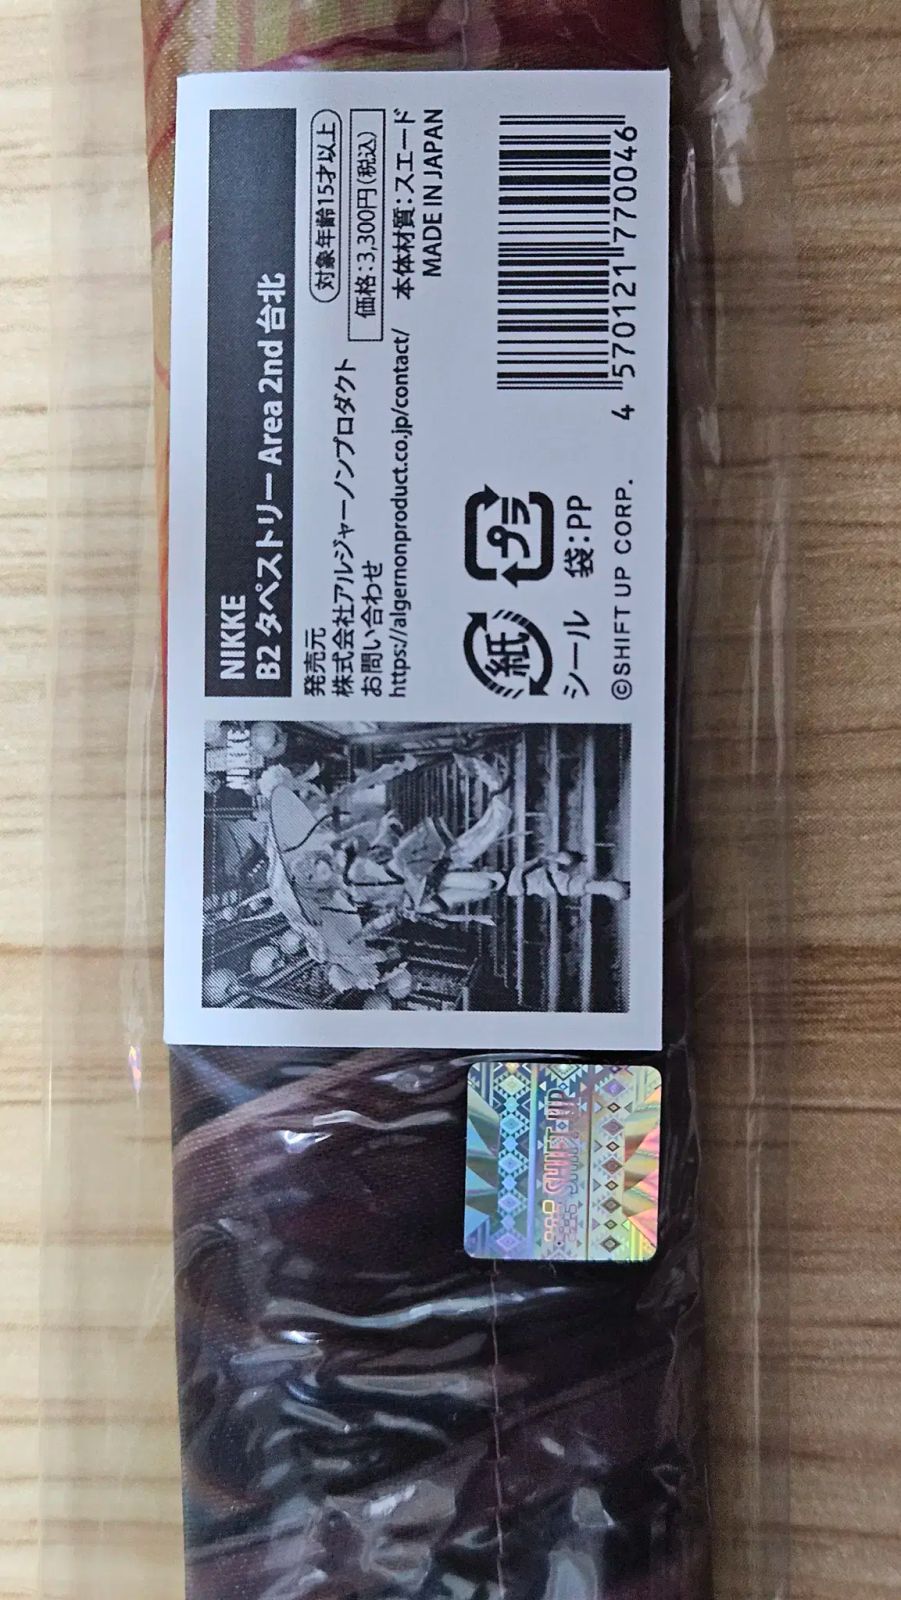 NIKKE
B2 タペストリー Area 2nd 台北
発売元
株式会社アルジャーノンプロダクト
お問い合わせ
https://algernonproduct.co.jp/contact/
対象年齢15才以上
価格：3,300円（税込）
本体材質：スエード
MADE IN JAPAN
紙
シール
プラ
袋：PP
©SHIFT UP CORP.
4 570121 770046
NIKKE
SHIFT UP